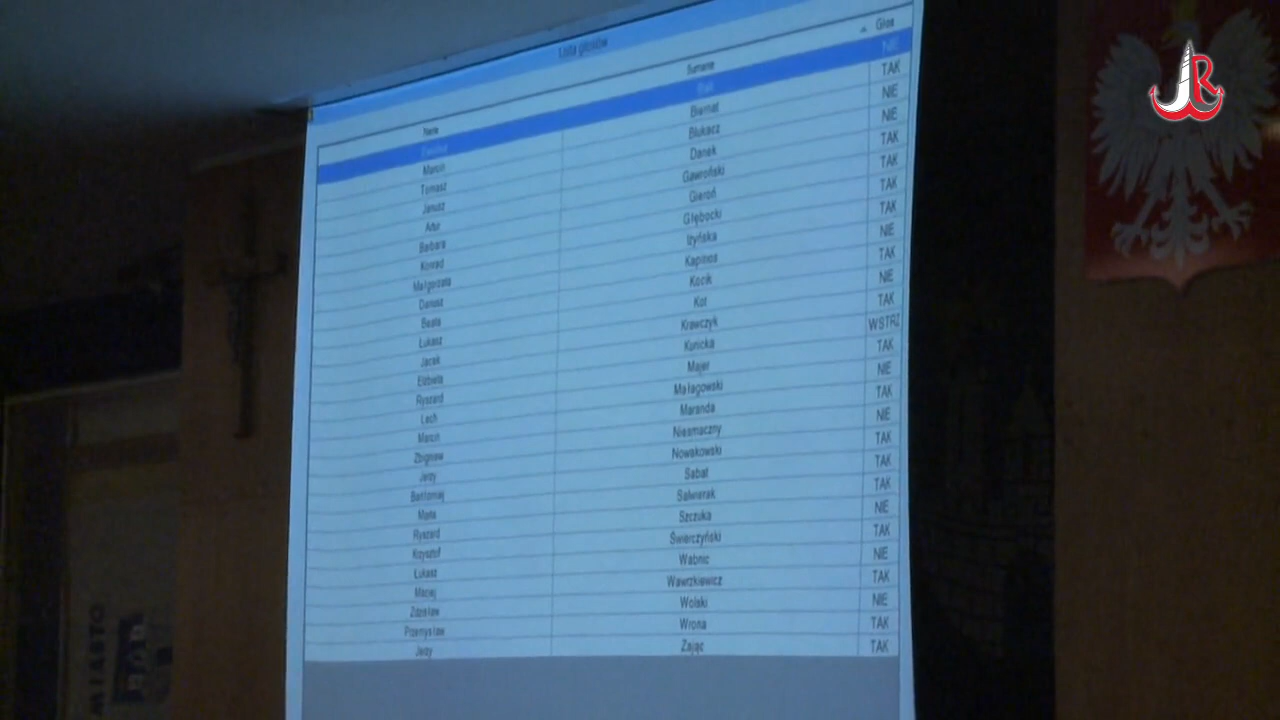 Lista głosów
Imię Surname Głos
NIE
Marcin Biernat TAK
Tomasz Blukacz NIE
Janusz Danek NIE
Artur Gawroński TAK
Barbara Gieroń TAK
Konrad Głębocki TAK
Małgorzata Iżyńska TAK
Dariusz Kapinos NIE
Beata Kocik TAK
Łukasz Kot NIE
Jacek Krawczyk TAK
Elżbieta Kunicka WSTRZ
Ryszard Majer TAK
Lech Małagowski NIE
Marcin Maranda TAK
Zbigniew Niesmaczny NIE
Jerzy Nowakowski TAK
Bartłomiej Sabat TAK
Marta Salwierak TAK
Ryszard Szczuka NIE
Krzysztof Świerczyński TAK
Łukasz Wabnic NIE
Maciej Wawrzkiewicz TAK
Zdzisław Wolski NIE
Przemysław Wrona TAK
Jerzy Zając TAK
MIASTO